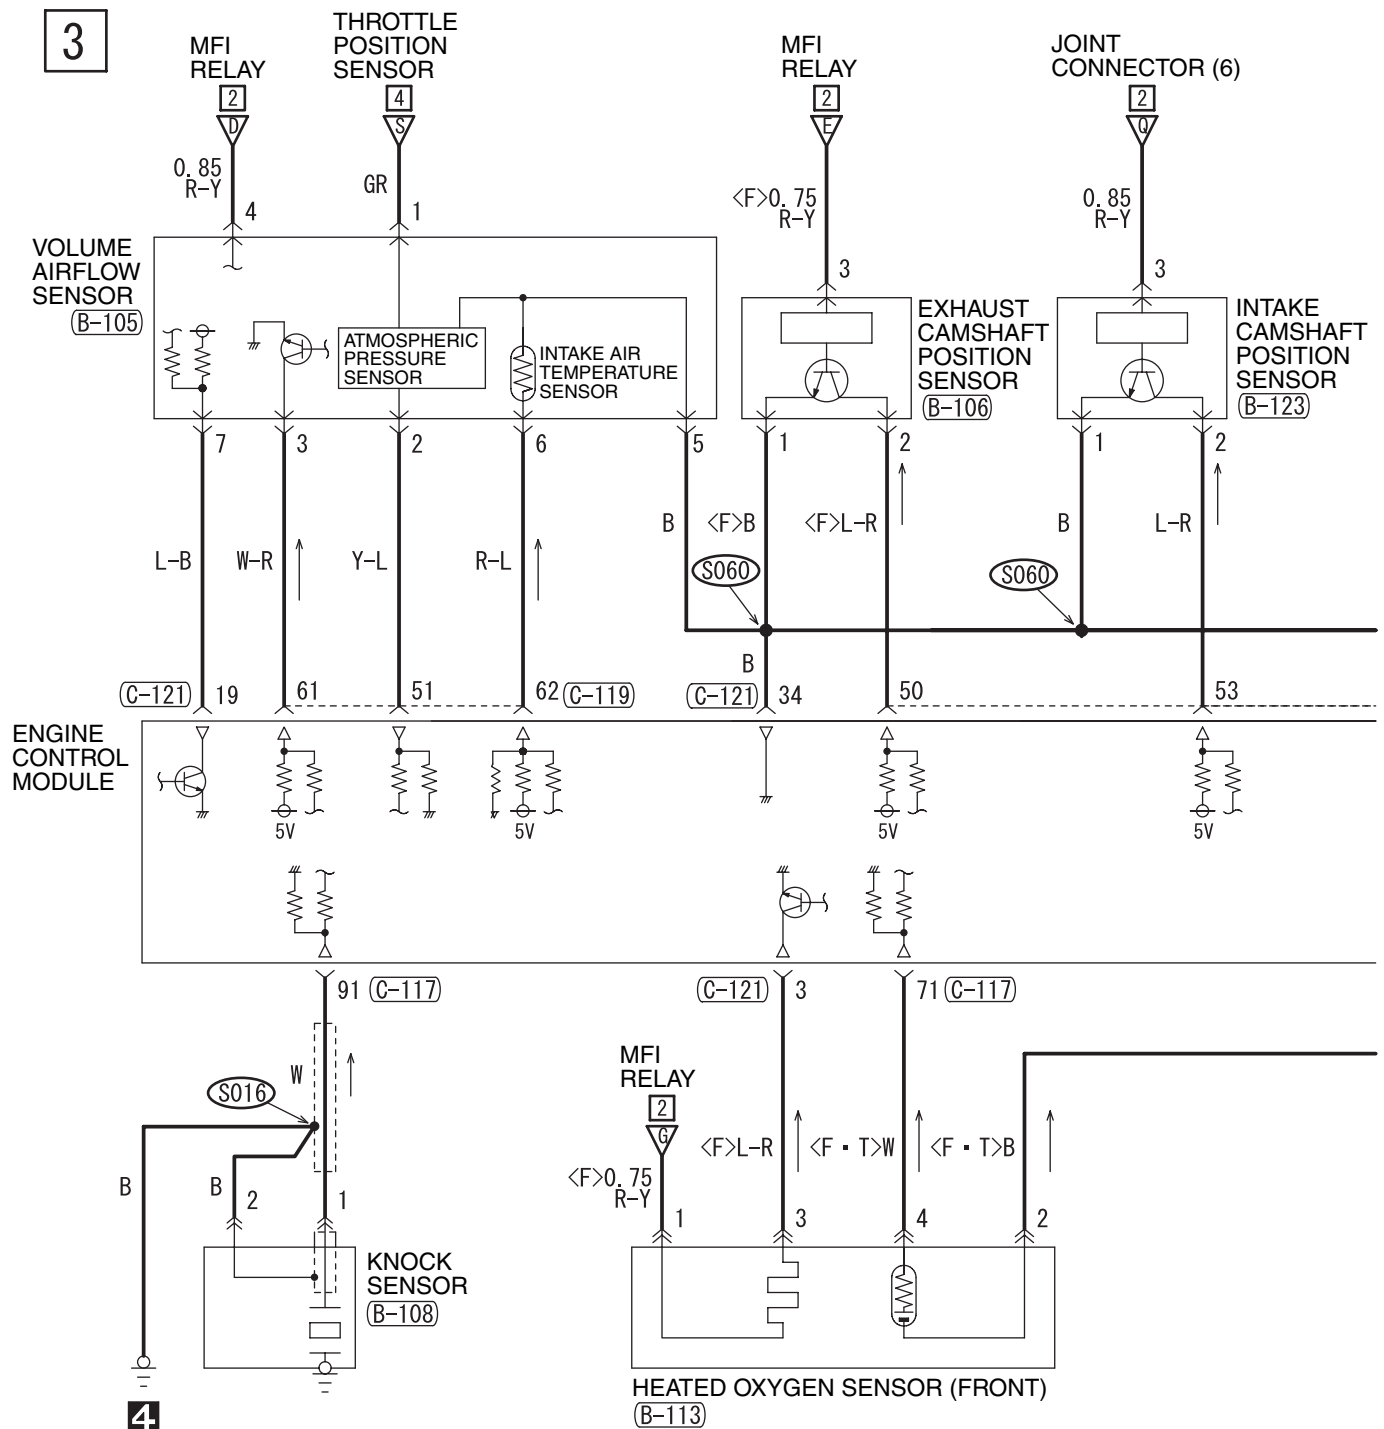 3
MFI
RELAY
2
D
THROTTLE
POSITION
SENSOR
4
S
MFI
RELAY
2
E
JOINT
CONNECTOR (6)
2
Q
0.85
R-Y
GR
<F>0.75
R-Y
0.85
R-Y
4
1
3
3
VOLUME
AIRFLOW
SENSOR
(B-105)
ATMOSPHERIC
PRESSURE
SENSOR
INTAKE AIR
TEMPERATURE
SENSOR
EXHAUST
CAMSHAFT
POSITION
SENSOR
(B-106)
INTAKE
CAMSHAFT
POSITION
SENSOR
(B-123)
7
3
2
6
5
1
2
1
2
L-B
W-R
Y-L
R-L
B
<F>B
<F>L-R
B
L-R
S060
S060
B
(C-121)
19
61
51
62
(C-119)
(C-121)
34
50
53
ENGINE
CONTROL
MODULE
5V
5V
5V
5V
91
(C-117)
(C-121)
3
71
(C-117)
W
S016
B
B
2
1
KNOCK
SENSOR
(B-108)
4
MFI
RELAY
2
G
<F>0.75
R-Y
<F>L-R
<F・T>W
<F・T>B
1
3
4
2
HEATED OXYGEN SENSOR (FRONT)
(B-113)